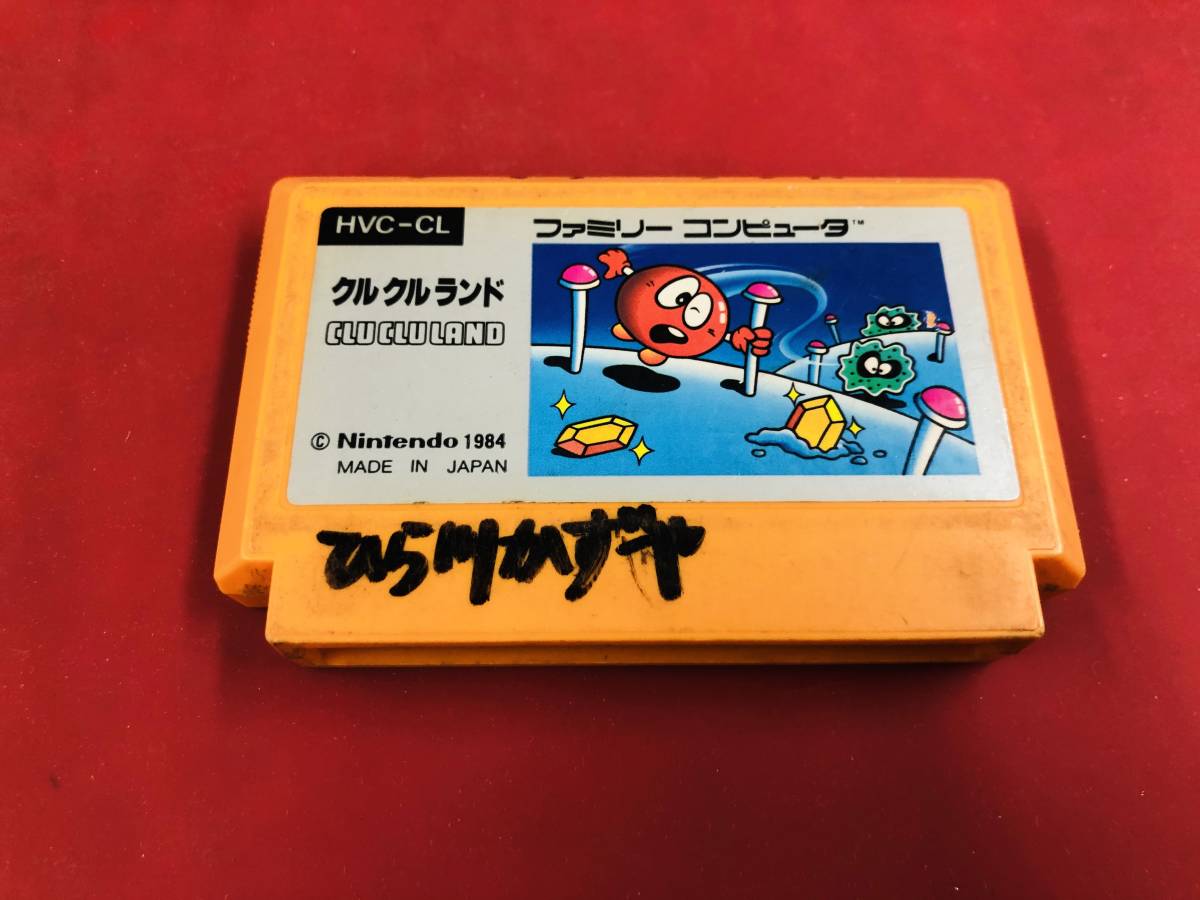 HVC-CL
ファミリー コンピュータ™
クルクルランド
CLU CLU LAND
© Nintendo 1984
MADE IN JAPAN
ひら川かずや